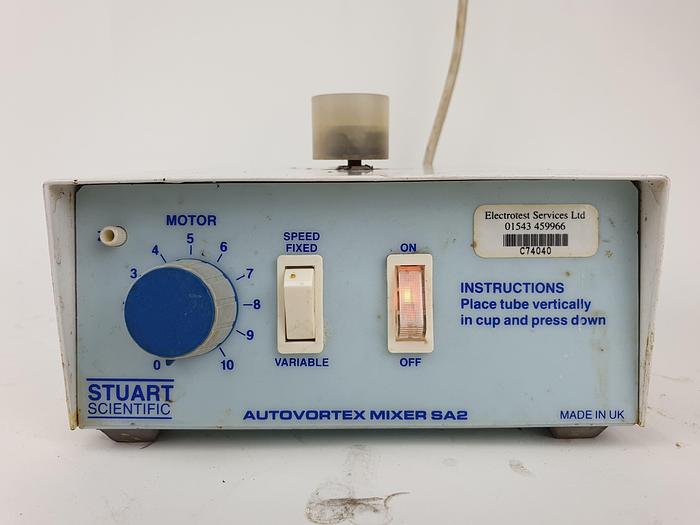 MOTOR
3
4
5
6
7
8
9
10
0
SPEED
FIXED
VARIABLE
ON
OFF
Electrotest Services Ltd
01543 459966
C74040
INSTRUCTIONS
Place tube vertically
in cup and press down
STUART
SCIENTIFIC
AUTOVORTEX MIXER SA2
MADE IN UK